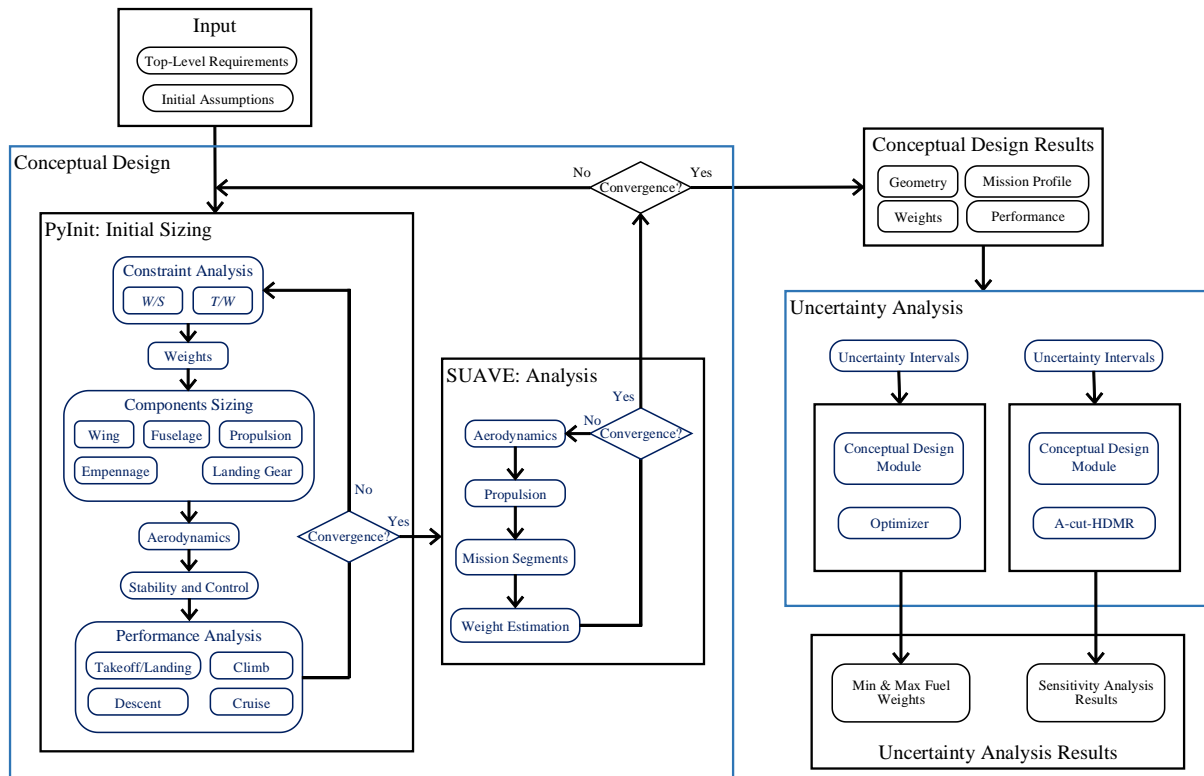 Input
Top-Level Requirements
Initial Assumptions
Conceptual Design
No
Convergence?
Yes
PyInit: Initial Sizing
Constraint Analysis
W/S
T/W
Weights
Components Sizing
Wing
Fuselage
Propulsion
Empennage
Landing Gear
Aerodynamics
Stability and Control
Performance Analysis
Takeoff/Landing
Climb
Descent
Cruise
No
Convergence?
Yes
SUAVE: Analysis
Yes
No
Convergence?
Aerodynamics
Propulsion
Mission Segments
Weight Estimation
Conceptual Design Results
Geometry
Mission Profile
Weights
Performance
Uncertainty Analysis
Uncertainty Intervals
Conceptual Design
Module
Optimizer
Uncertainty Intervals
Conceptual Design
Module
A-cut-HDMR
Min & Max Fuel
Weights
Sensitivity Analysis
Results
Uncertainty Analysis Results